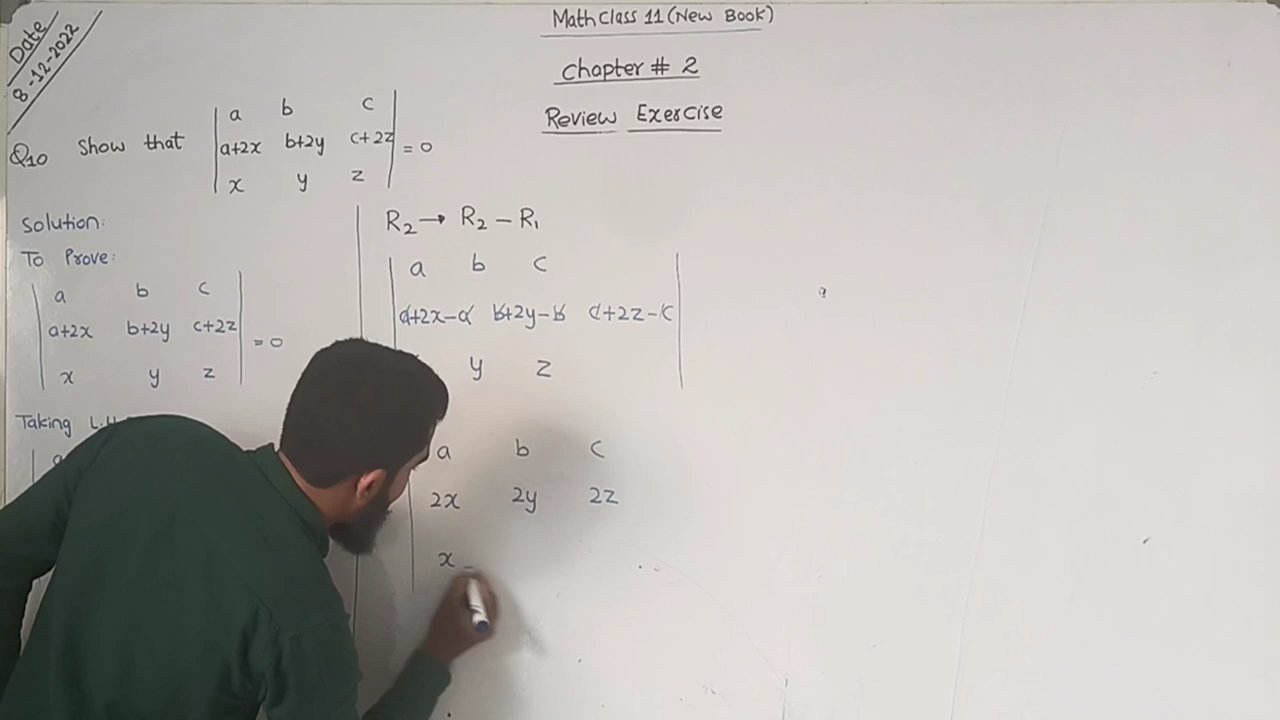 Date
8-12-2022
Math Class 11 (New Book)
Chapter # 2
Review Exercise
Q10 Show that
a b c
a+2x b+2y c+2z = 0
x y z
Solution:
To Prove:
a b c
a+2x b+2y c+2z
= 0
x y z
Taking L.H
a
R₂ → R₂ - R₁
a b c
a+2x-a b+2y-b c+2z-c
y z
a b c
2x 2y 2z
x